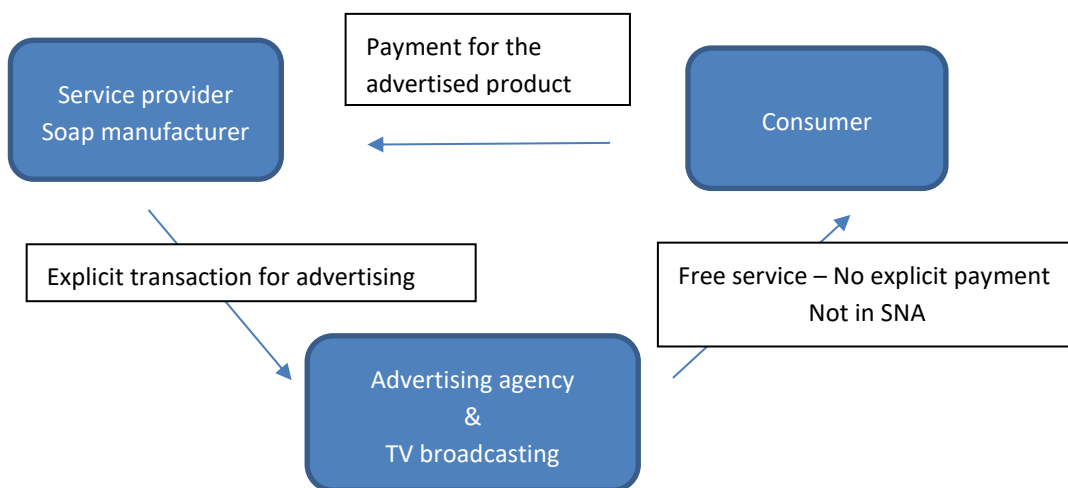 Payment for the
advertised product
Service provider
Soap manufacturer
Consumer
Explicit transaction for advertising
Free service – No explicit payment
Not in SNA
Advertising agency
&
TV broadcasting